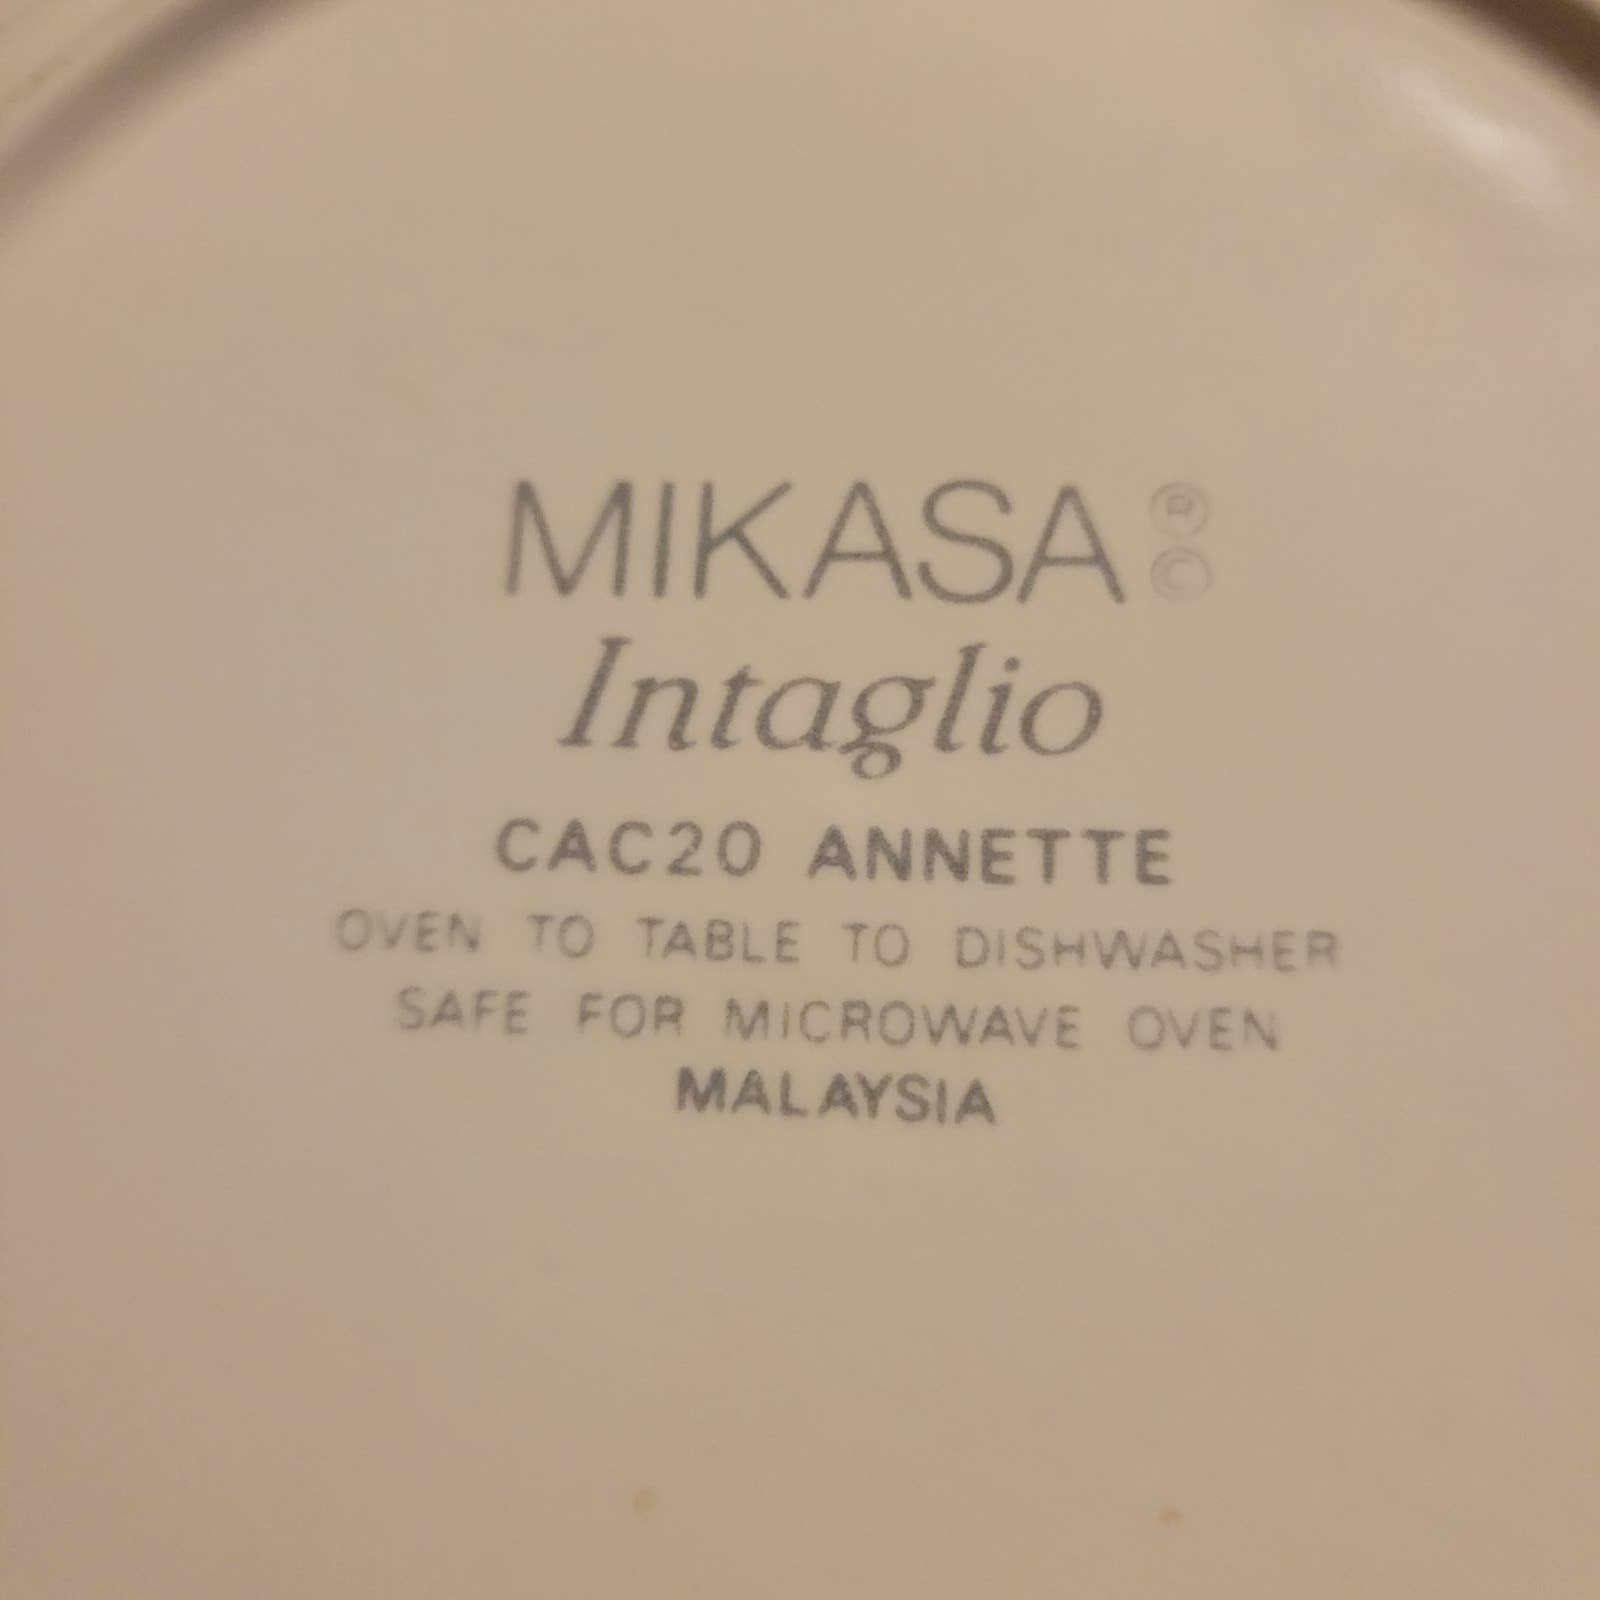 MIKASA ® ©
Intaglio
CAC20 ANNETTE
OVEN TO TABLE TO DISHWASHER
SAFE FOR MICROWAVE OVEN
MALAYSIA